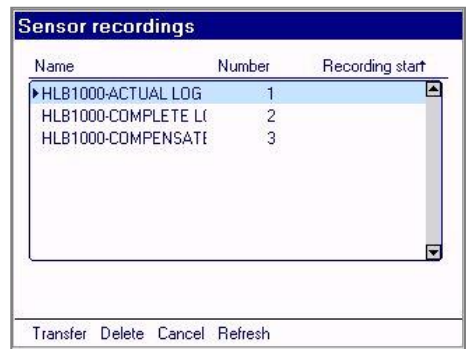 Sensor recordings
Name Number Recording start
HLB1000-ACTUAL LOG 1
HLB1000-COMPLETE L( 2
HLB1000-COMPENSATE 3
Transfer Delete Cancel Refresh